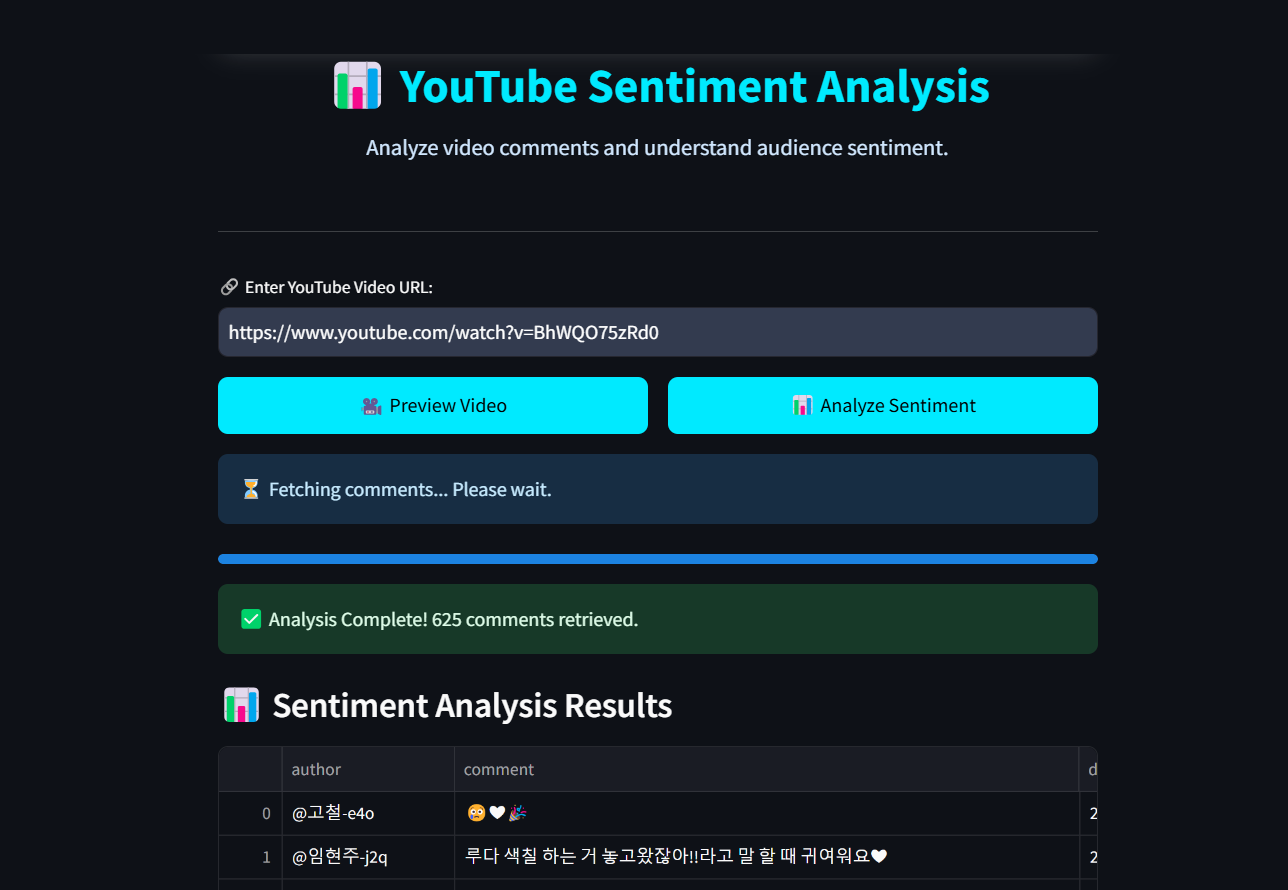 📊 YouTube Sentiment Analysis
Analyze video comments and understand audience sentiment.
🔗 Enter YouTube Video URL:
https://www.youtube.com/watch?v=BhWQO75zRd0
🎥 Preview Video
📊 Analyze Sentiment
⏳ Fetching comments... Please wait.
✅ Analysis Complete! 625 comments retrieved.
📊 Sentiment Analysis Results
author comment d
0 @고철-e4o 😳🤍🎉 2
1 @임현주-j2q 루다 색칠 하는 거 놓고왔잖아!!라고 말 할 때 귀여워요🤍 2